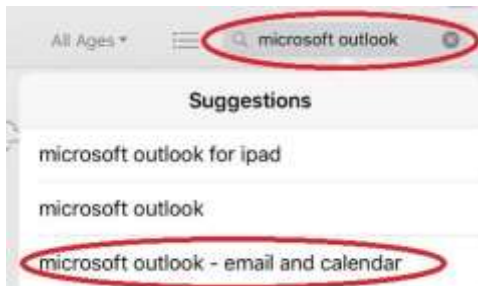 All Ages microsoft outlook
Suggestions
microsoft outlook for ipad
microsoft outlook
microsoft outlook - email and calendar